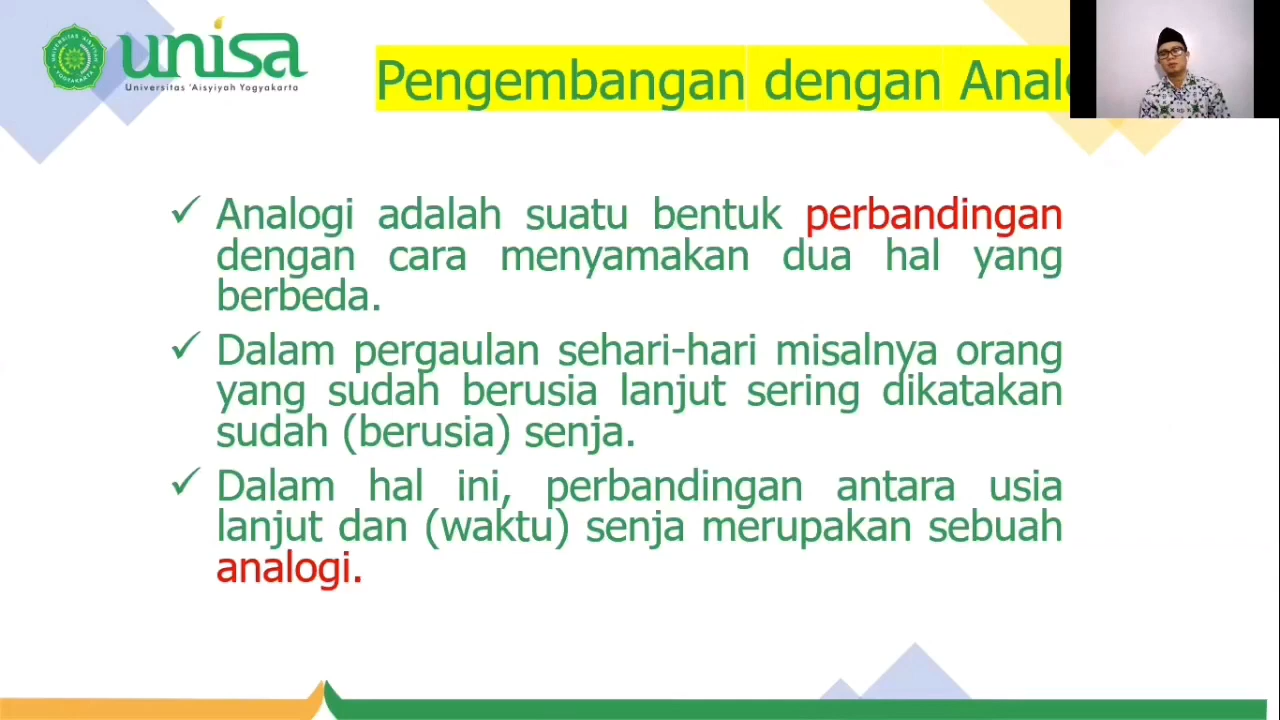 unisa
Universitas 'Aisyiyah Yogyakarta
Pengembangan dengan
Analogi adalah suatu bentuk perbandingan
dengan cara menyamakan dua hal yang
berbeda.
Dalam pergaulan sehari-hari misalnya orang
yang sudah berusia lanjut sering dikatakan
sudah (berusia) senja.
Dalam hal ini, perbandingan antara usia
lanjut dan (waktu) senja merupakan sebuah
analogi.